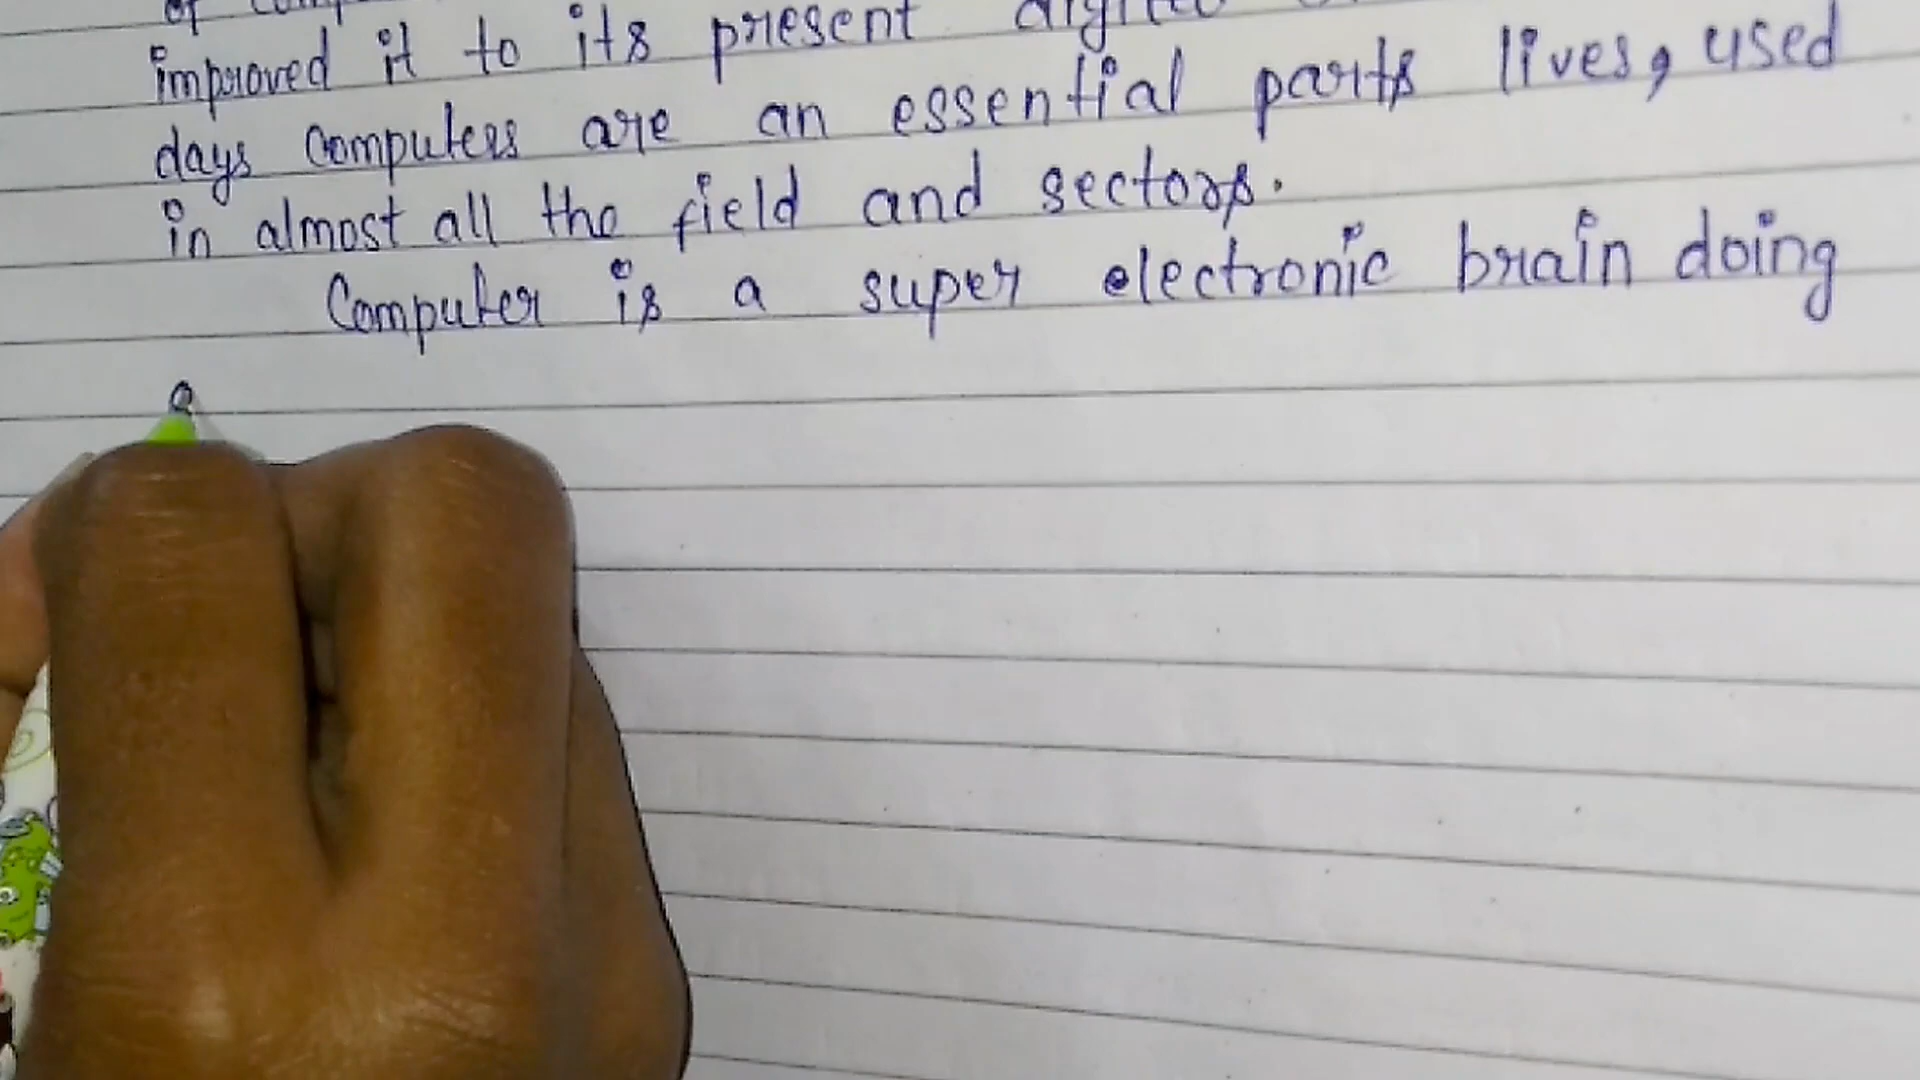 of
improved it to its present
days computers are an essential parts lives, used
in almost all the field and sectors.
Computer is a super electronic brain doing